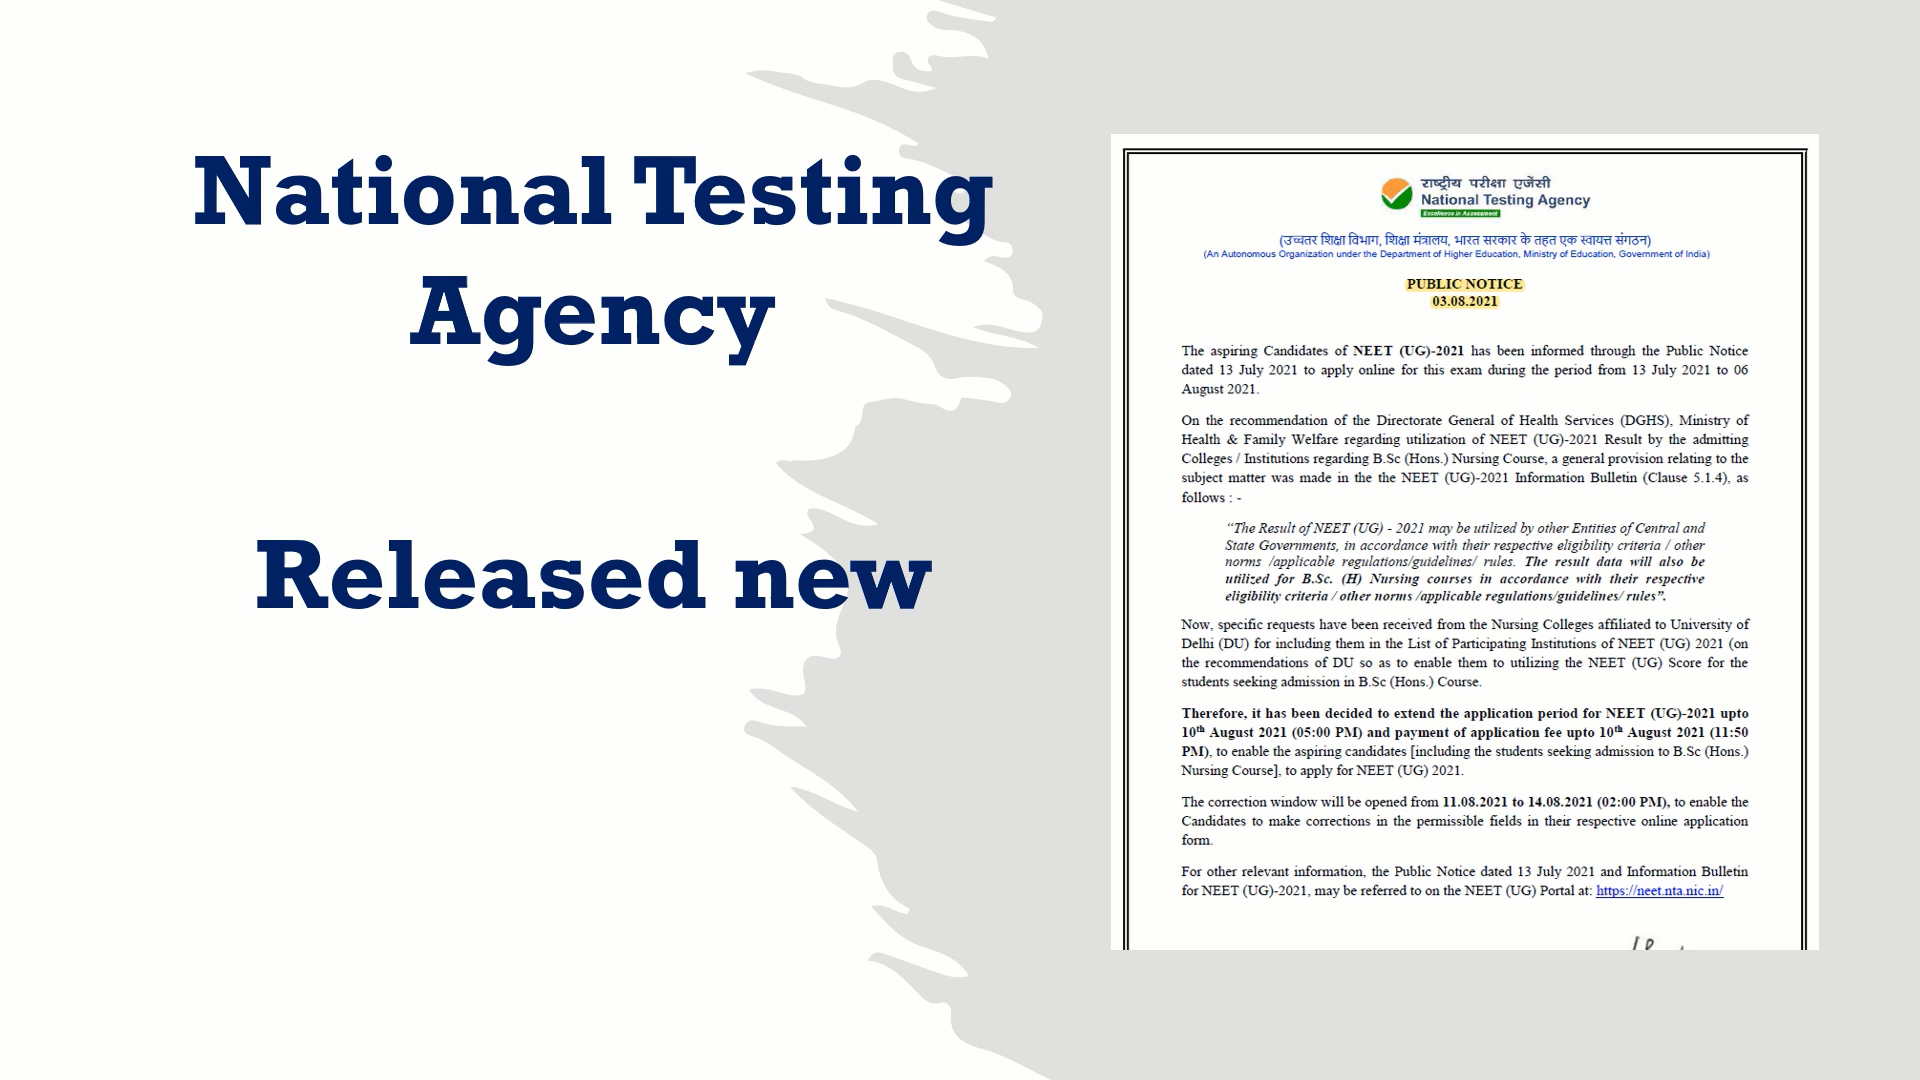 National Testing
Agency
Released new
राष्ट्रीय परीक्षा एजेंसी
National Testing Agency
Excellence in Assessment
(उच्चतर शिक्षा विभाग, शिक्षा मंत्रालय, भारत सरकार के तहत एक स्वायत्त संगठन)
(An Autonomous Organization under the Department of Higher Education, Ministry of Education, Government of India)
PUBLIC NOTICE
03.08.2021
The aspiring Candidates of NEET (UG)-2021 has been informed through the Public Notice
dated 13 July 2021 to apply online for this exam during the period from 13 July 2021 to 06
August 2021.
On the recommendation of the Directorate General of Health Services (DGHS), Ministry of
Health & Family Welfare regarding utilization of NEET (UG)-2021 Result by the admitting
Colleges / Institutions regarding B.Sc (Hons.) Nursing Course, a general provision relating to the
subject matter was made in the the NEET (UG)-2021 Information Bulletin (Clause 5.1.4), as
follows : -
“The Result of NEET (UG) - 2021 may be utilized by other Entities of Central and
State Governments, in accordance with their respective eligibility criteria / other
norms /applicable regulations/guidelines/ rules. The result data will also be
utilized for B.Sc. (H) Nursing courses in accordance with their respective
eligibility criteria / other norms /applicable regulations/guidelines/ rules”.
Now, specific requests have been received from the Nursing Colleges affiliated to University of
Delhi (DU) for including them in the List of Participating Institutions of NEET (UG) 2021 (on
the recommendations of DU so as to enable them to utilizing the NEET (UG) Score for the
students seeking admission in B.Sc (Hons.) Course.
Therefore, it has been decided to extend the application period for NEET (UG)-2021 upto
10th August 2021 (05:00 PM) and payment of application fee upto 10th August 2021 (11:50
PM), to enable the aspiring candidates [including the students seeking admission to B.Sc (Hons.)
Nursing Course], to apply for NEET (UG) 2021.
The correction window will be opened from 11.08.2021 to 14.08.2021 (02:00 PM), to enable the
Candidates to make corrections in the permissible fields in their respective online application
form.
For other relevant information, the Public Notice dated 13 July 2021 and Information Bulletin
for NEET (UG)-2021, may be referred to on the NEET (UG) Portal at: https://neet.nta.nic.in/